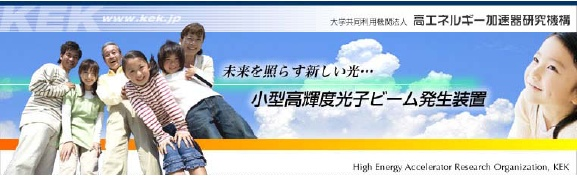 KEK www.kek.jp
大学共同利用機関法人 高エネルギー加速器研究機構
未来を照らす新しい光…
小型高輝度光子ビーム発生装置
High Energy Accelerator Research Organization, KEK